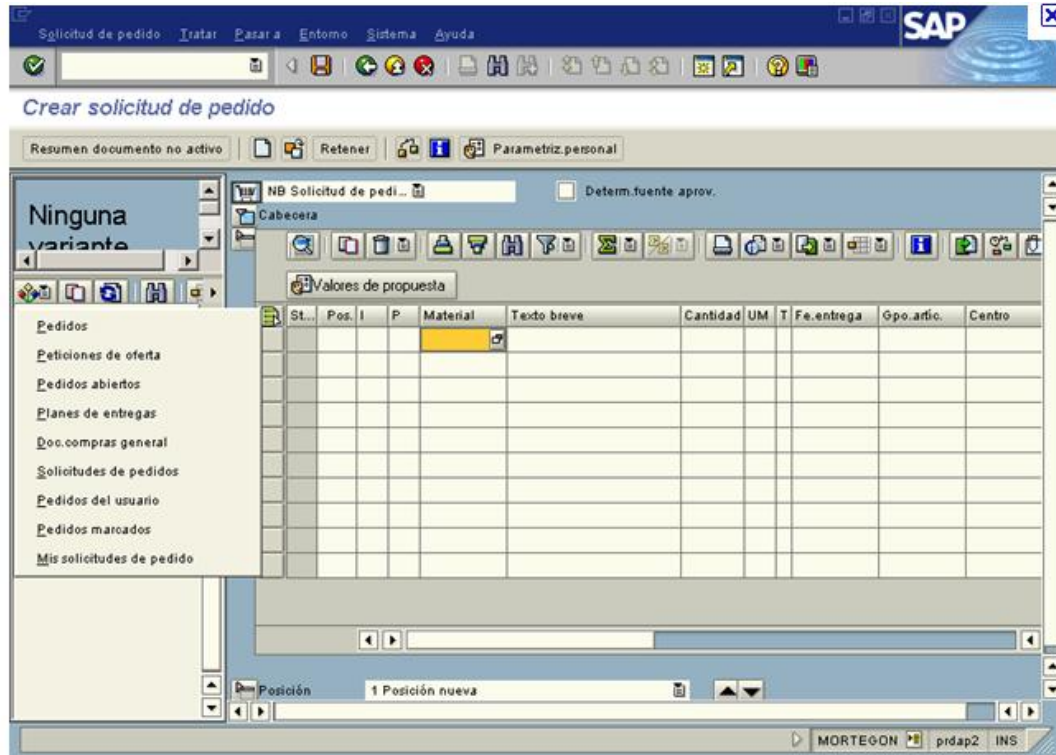 Solicitud de pedido Tratar Pasar a Entorno Sistema Ayuda
SAP
Crear solicitud de pedido
Resumen documento no activo Retener Parametriz.personal
Ninguna
variante
NB Solicitud de pedi... Determ.fuente aprov.
Cabecera
Valores de propuesta
St... Pos. I P Material Texto breve Cantidad UM T Fe.entrega Gpo.artíc. Centro
Pedidos
Peticiones de oferta
Pedidos abiertos
Planes de entregas
Doc.compras general
Solicitudes de pedidos
Pedidos del usuario
Pedidos marcados
Mis solicitudes de pedido
Posición 1 Posición nueva
MORTEGON prdap2 INS